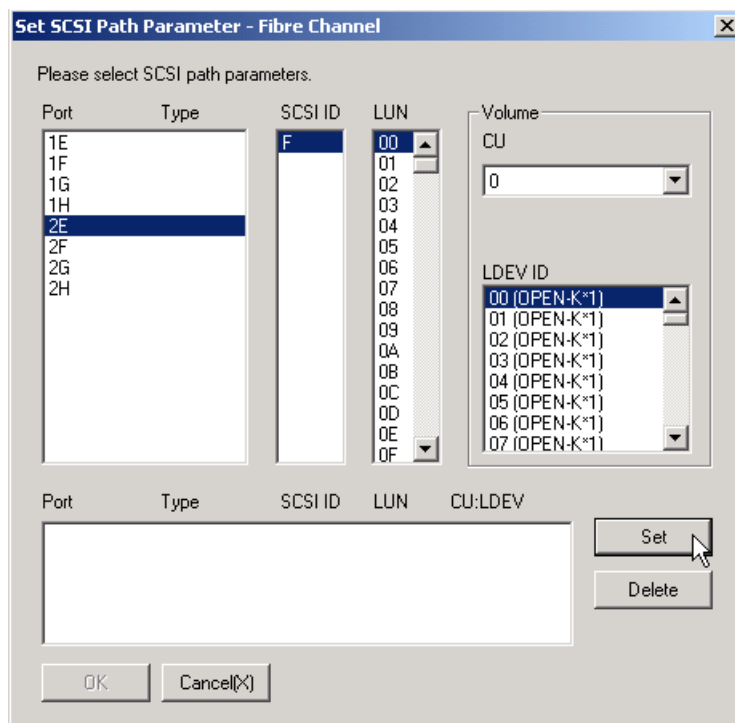 Set SCSI Path Parameter - Fibre Channel
Please select SCSI path parameters.
Port Type SCSI ID LUN
1E
1F
1G
1H
2E
2F
2G
2H
F
00
01
02
03
04
05
06
07
08
09
0A
0B
0C
0D
0E
0F
Volume
CU
0
LDEV ID
00 (OPEN-K*1)
01 (OPEN-K*1)
02 (OPEN-K*1)
03 (OPEN-K*1)
04 (OPEN-K*1)
05 (OPEN-K*1)
06 (OPEN-K*1)
07 (OPEN-K*1)
Port Type SCSI ID LUN CU:LDEV
Set
Delete
OK Cancel(X)